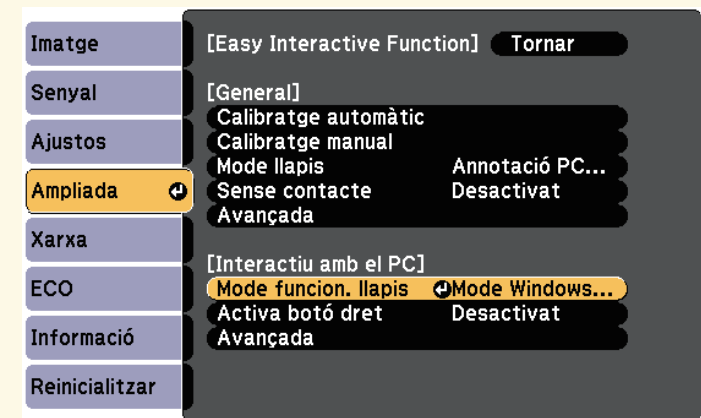 Imatge
Senyal
Ajustos
Ampliada
Xarxa
ECO
Informació
Reinicialitzar
[Easy Interactive Function] Tornar
[General]
Calibratge automàtic
Calibratge manual
Mode llapis Annotació PC...
Sense contacte Desactivat
Avançada
[Interactiu amb el PC]
Mode funcion. llapis Mode Windows...
Activa botó dret Desactivat
Avançada